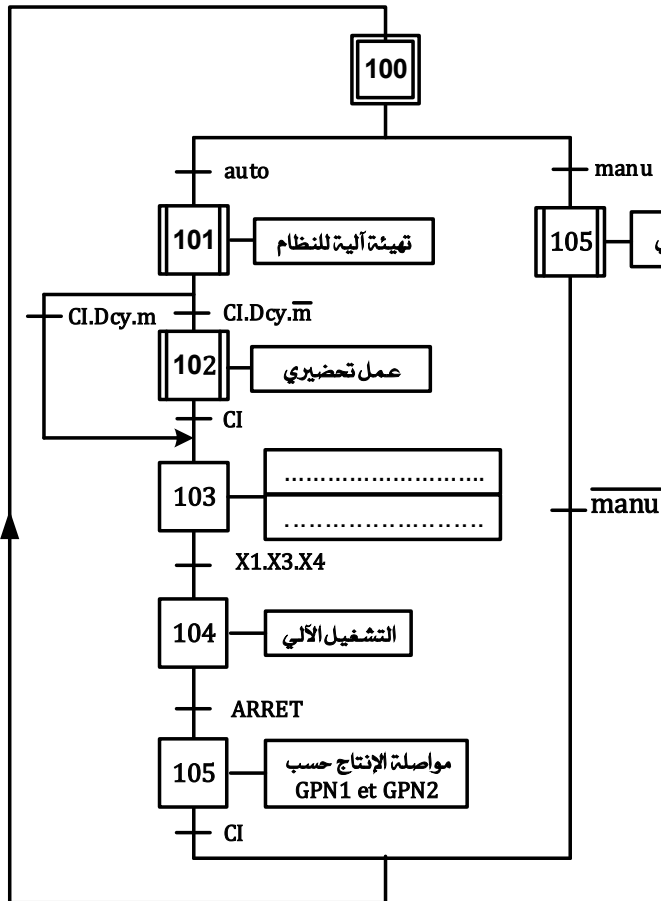 100
auto
manu
101
تهيئة آلية للنظام
105
CI.Dcy.m
CI.Dcy.m̅
102
عمل تحضيري
CI
103
...........................
...........................
m̅a̅n̅u̅
X1.X3.X4
104
التشغيل الآلي
ARRET
105
مواصلة الإنتاج حسب
GPN1 et GPN2
CI